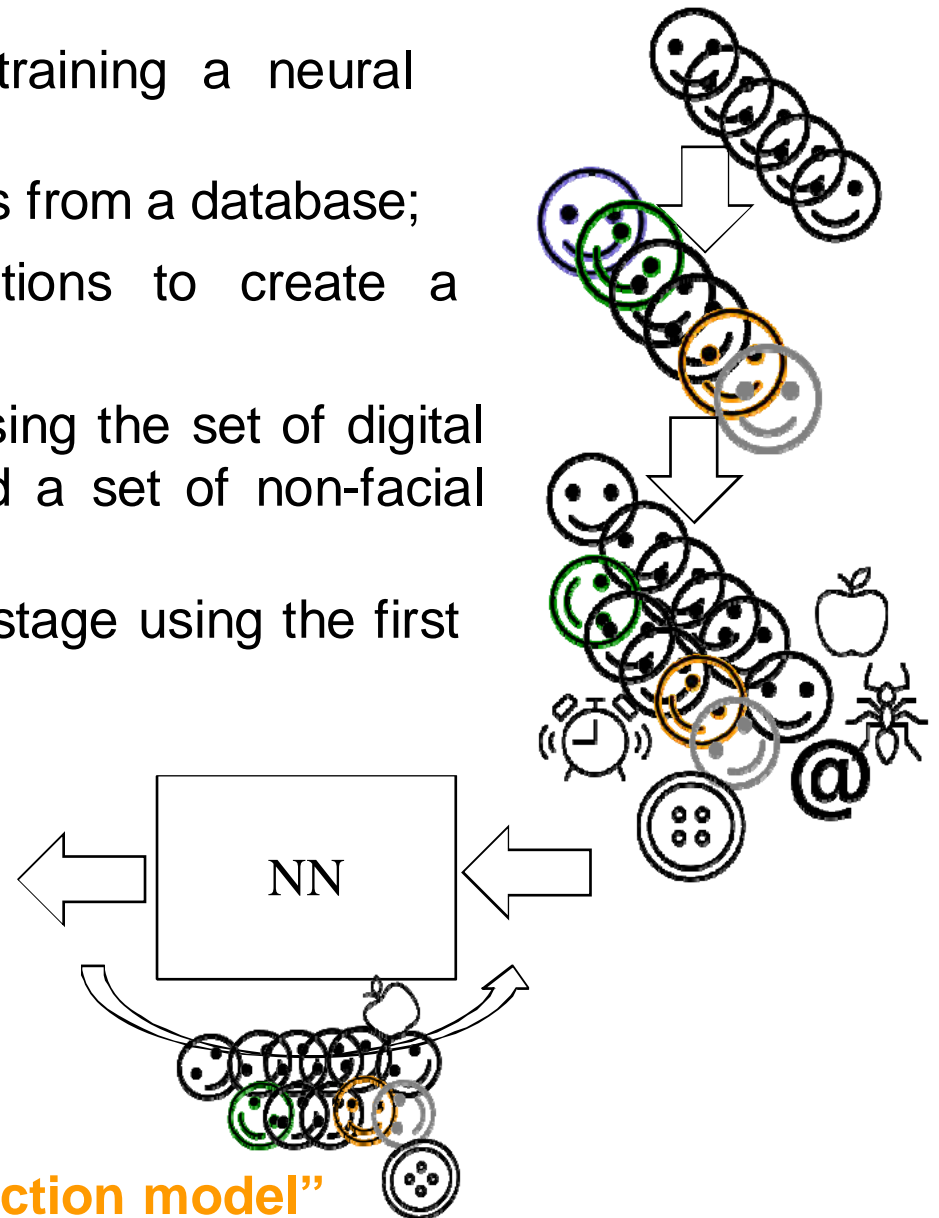 training a neural
s from a database;
tions to create a
sing the set of digital
d a set of non-facial
stage using the first
@
NN
ction model”